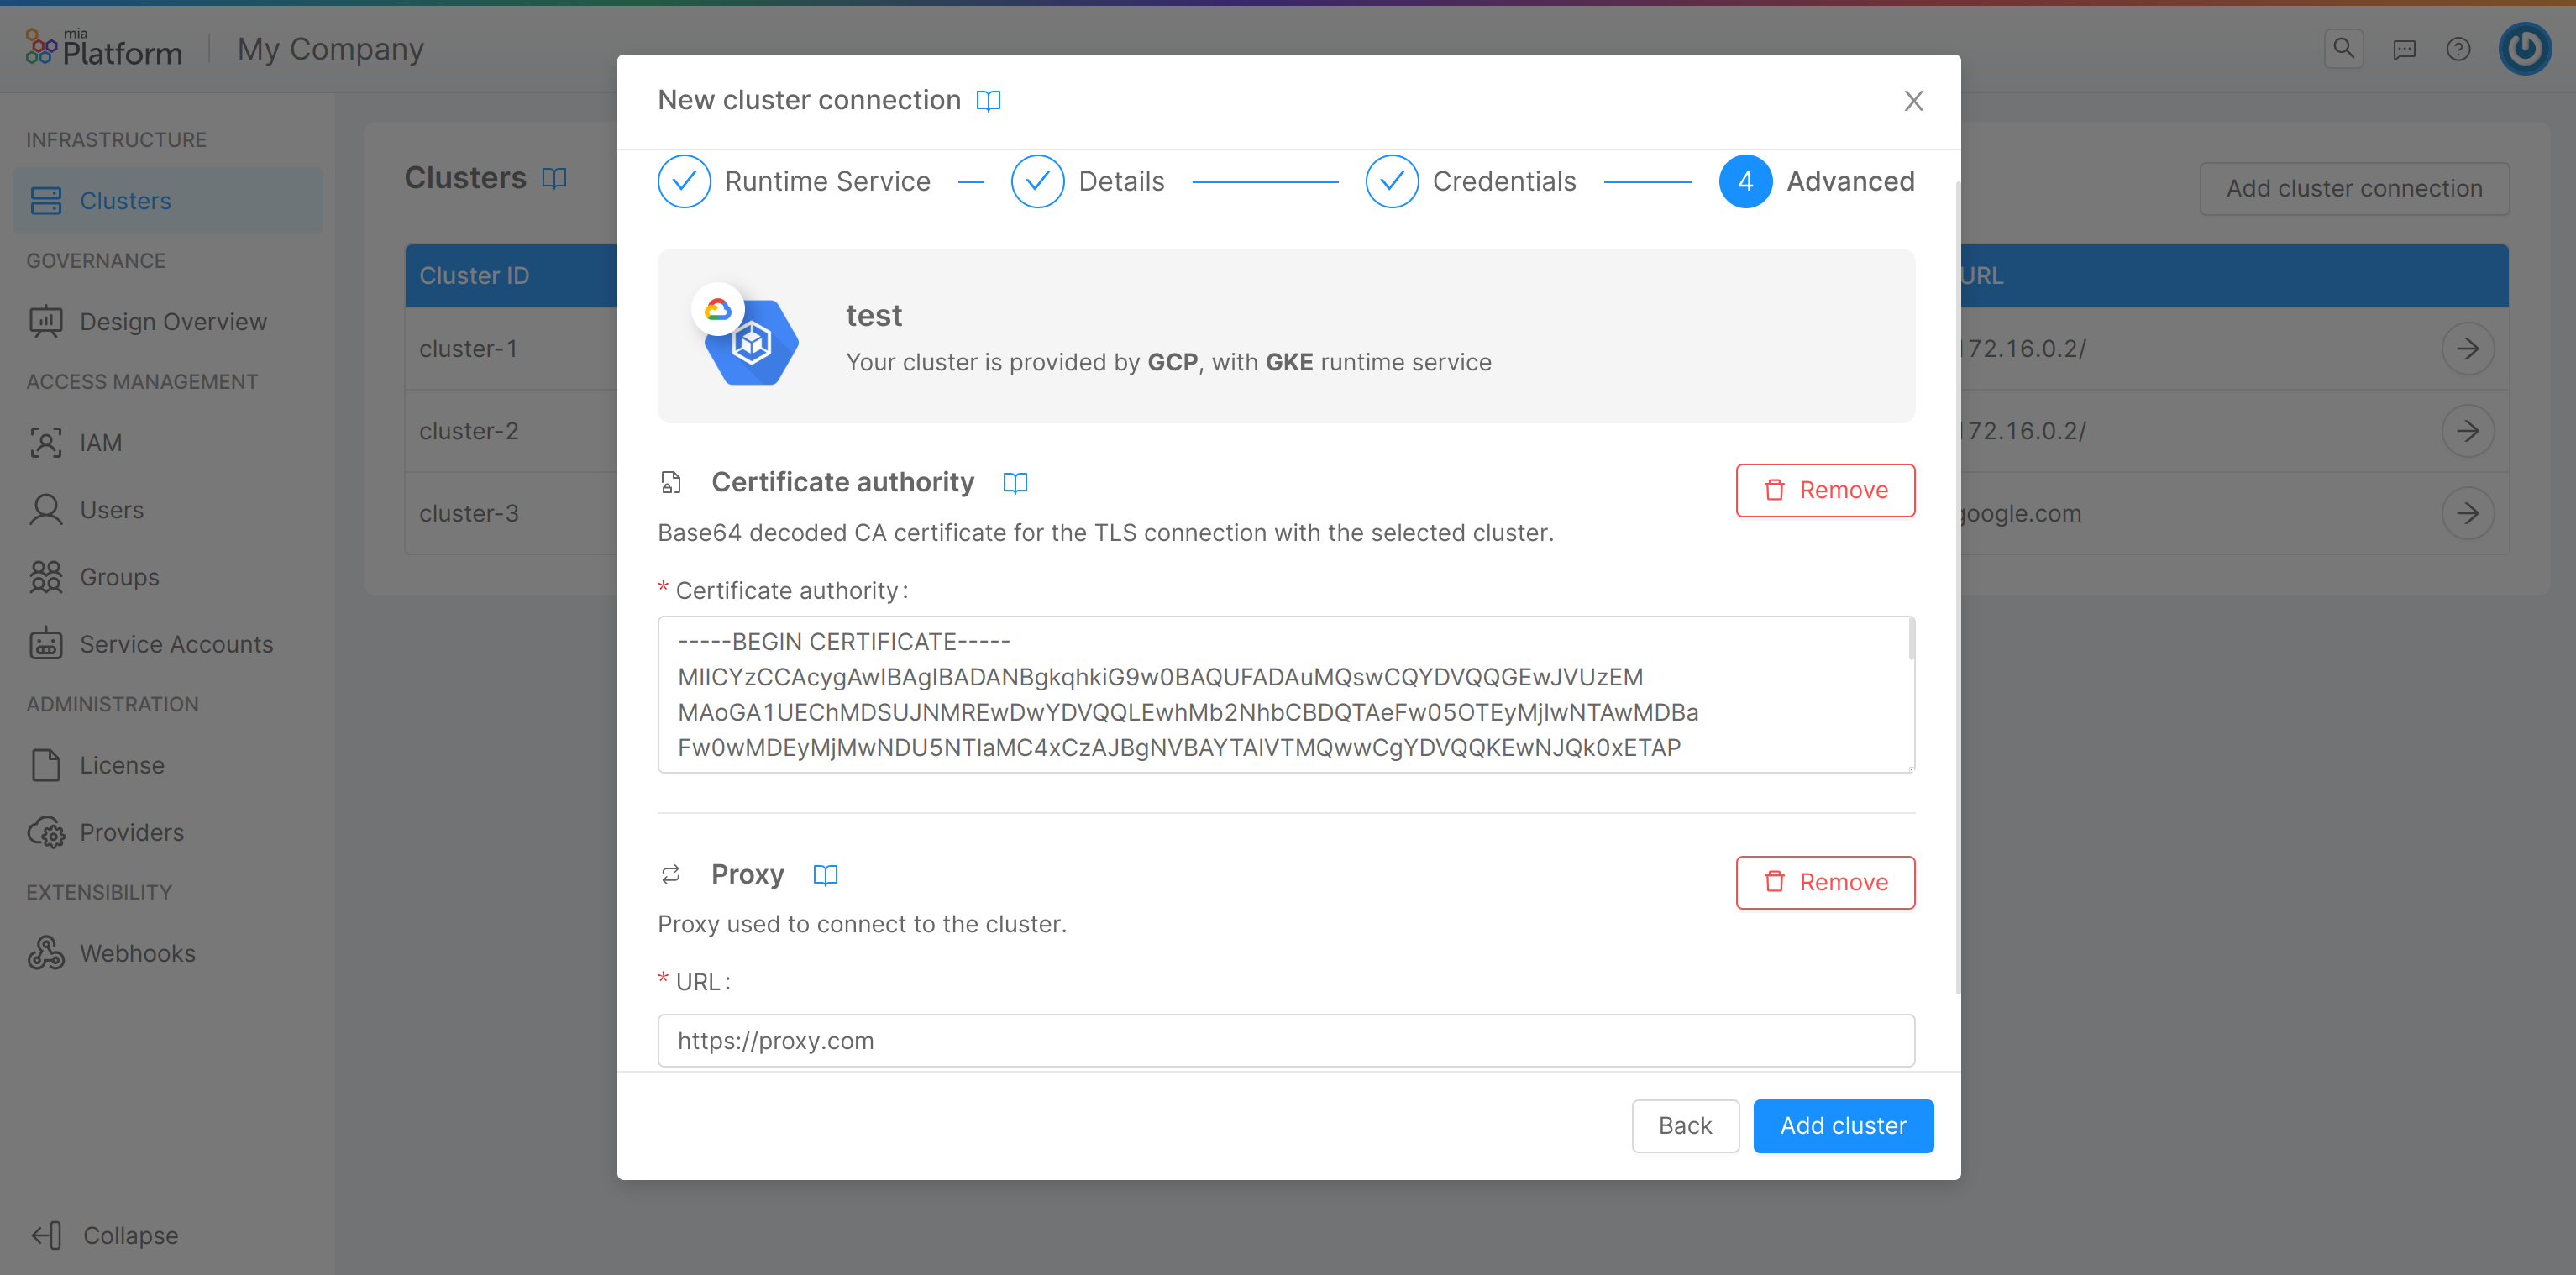 mia
Platform
My Company
INFRASTRUCTURE
Clusters
GOVERNANCE
Design Overview
ACCESS MANAGEMENT
IAM
Users
Groups
Service Accounts
ADMINISTRATION
License
Providers
EXTENSIBILITY
Webhooks
Collapse
Clusters
Add cluster connection
Cluster ID
URL
cluster-1
172.16.0.2/
cluster-2
172.16.0.2/
cluster-3
google.com
New cluster connection
Runtime Service
Details
Credentials
4 Advanced
test
Your cluster is provided by GCP, with GKE runtime service
Certificate authority
Remove
Base64 decoded CA certificate for the TLS connection with the selected cluster.
* Certificate authority:
-----BEGIN CERTIFICATE-----
MIICYzCCAcygAwIBAgIBADANBgkqhkiG9w0BAQUFADAuMQswCQYDVQQGEwJVUzEM
MAoGA1UEChMDSUJNMREwDwYDVQQLEwhMb2NhbCBDQTAeFw05OTEyMjIwNTAwMDBa
Fw0wMDEyMjMwNDU5NTlaMC4xCzAJBgNVBAYTAlVTMQwwCgYDVQQKEwNJQk0xETAP
Proxy
Remove
Proxy used to connect to the cluster.
* URL:
https://proxy.com
Back
Add cluster